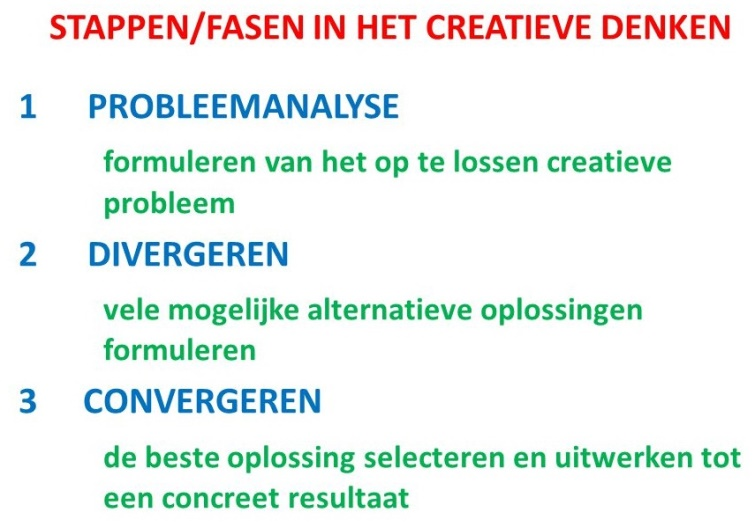 STAPPEN/FASEN IN HET CREATIEVE DENKEN
1 PROBLEEMANALYSE
formuleren van het op te lossen creatieve
probleem
2 DIVERGEREN
vele mogelijke alternatieve oplossingen
formuleren
3 CONVERGEREN
de beste oplossing selecteren en uitwerken tot
een concreet resultaat